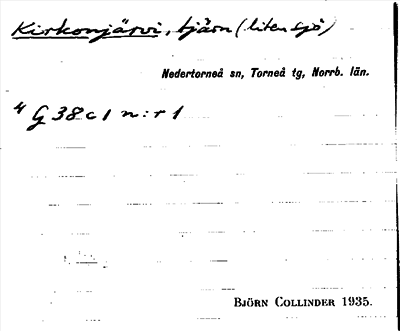 Kirkonjärvi, tjärn (liten sjö)
Nedertorneå sn, Torneå tg, Norrb. län.
4 G 38 c 1 n:r 1
BJÖRN COLLINDER 1935.